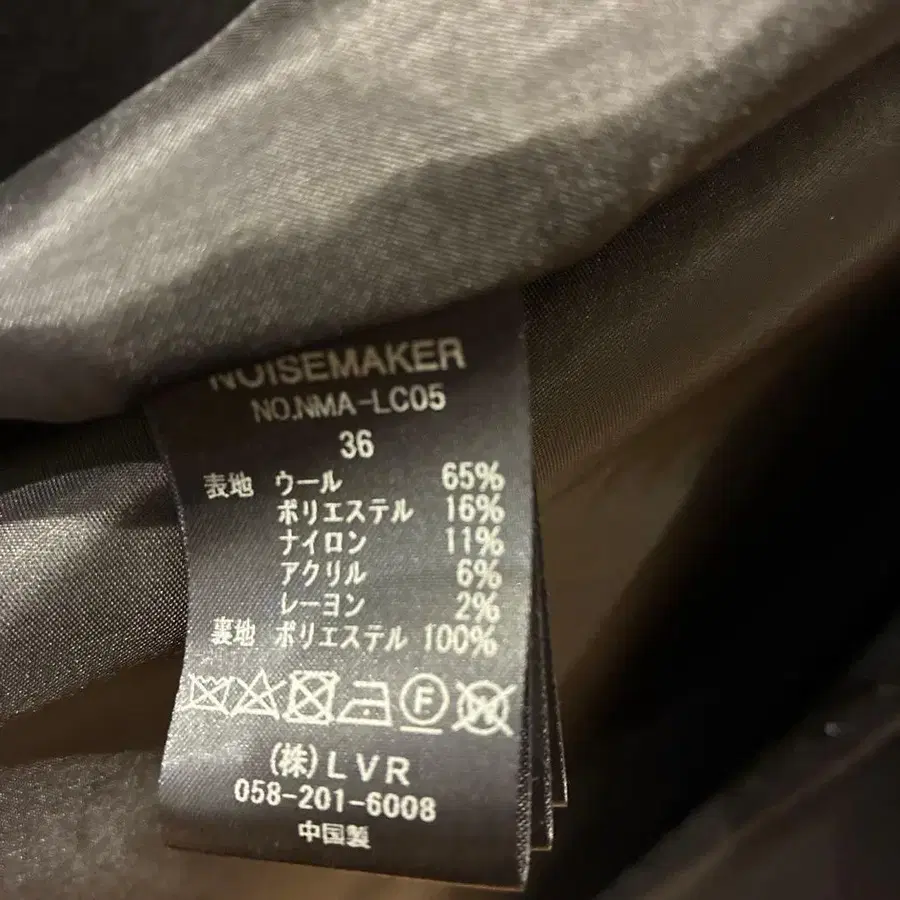 NOISEMAKER
NO.NMA-LC05
36
表地 ウール 65%
ポリエステル 16%
ナイロン 11%
アクリル 6%
レーヨン 2%
裏地 ポリエステル 100%
F
W
(株)LVR
058-201-6008
中国製